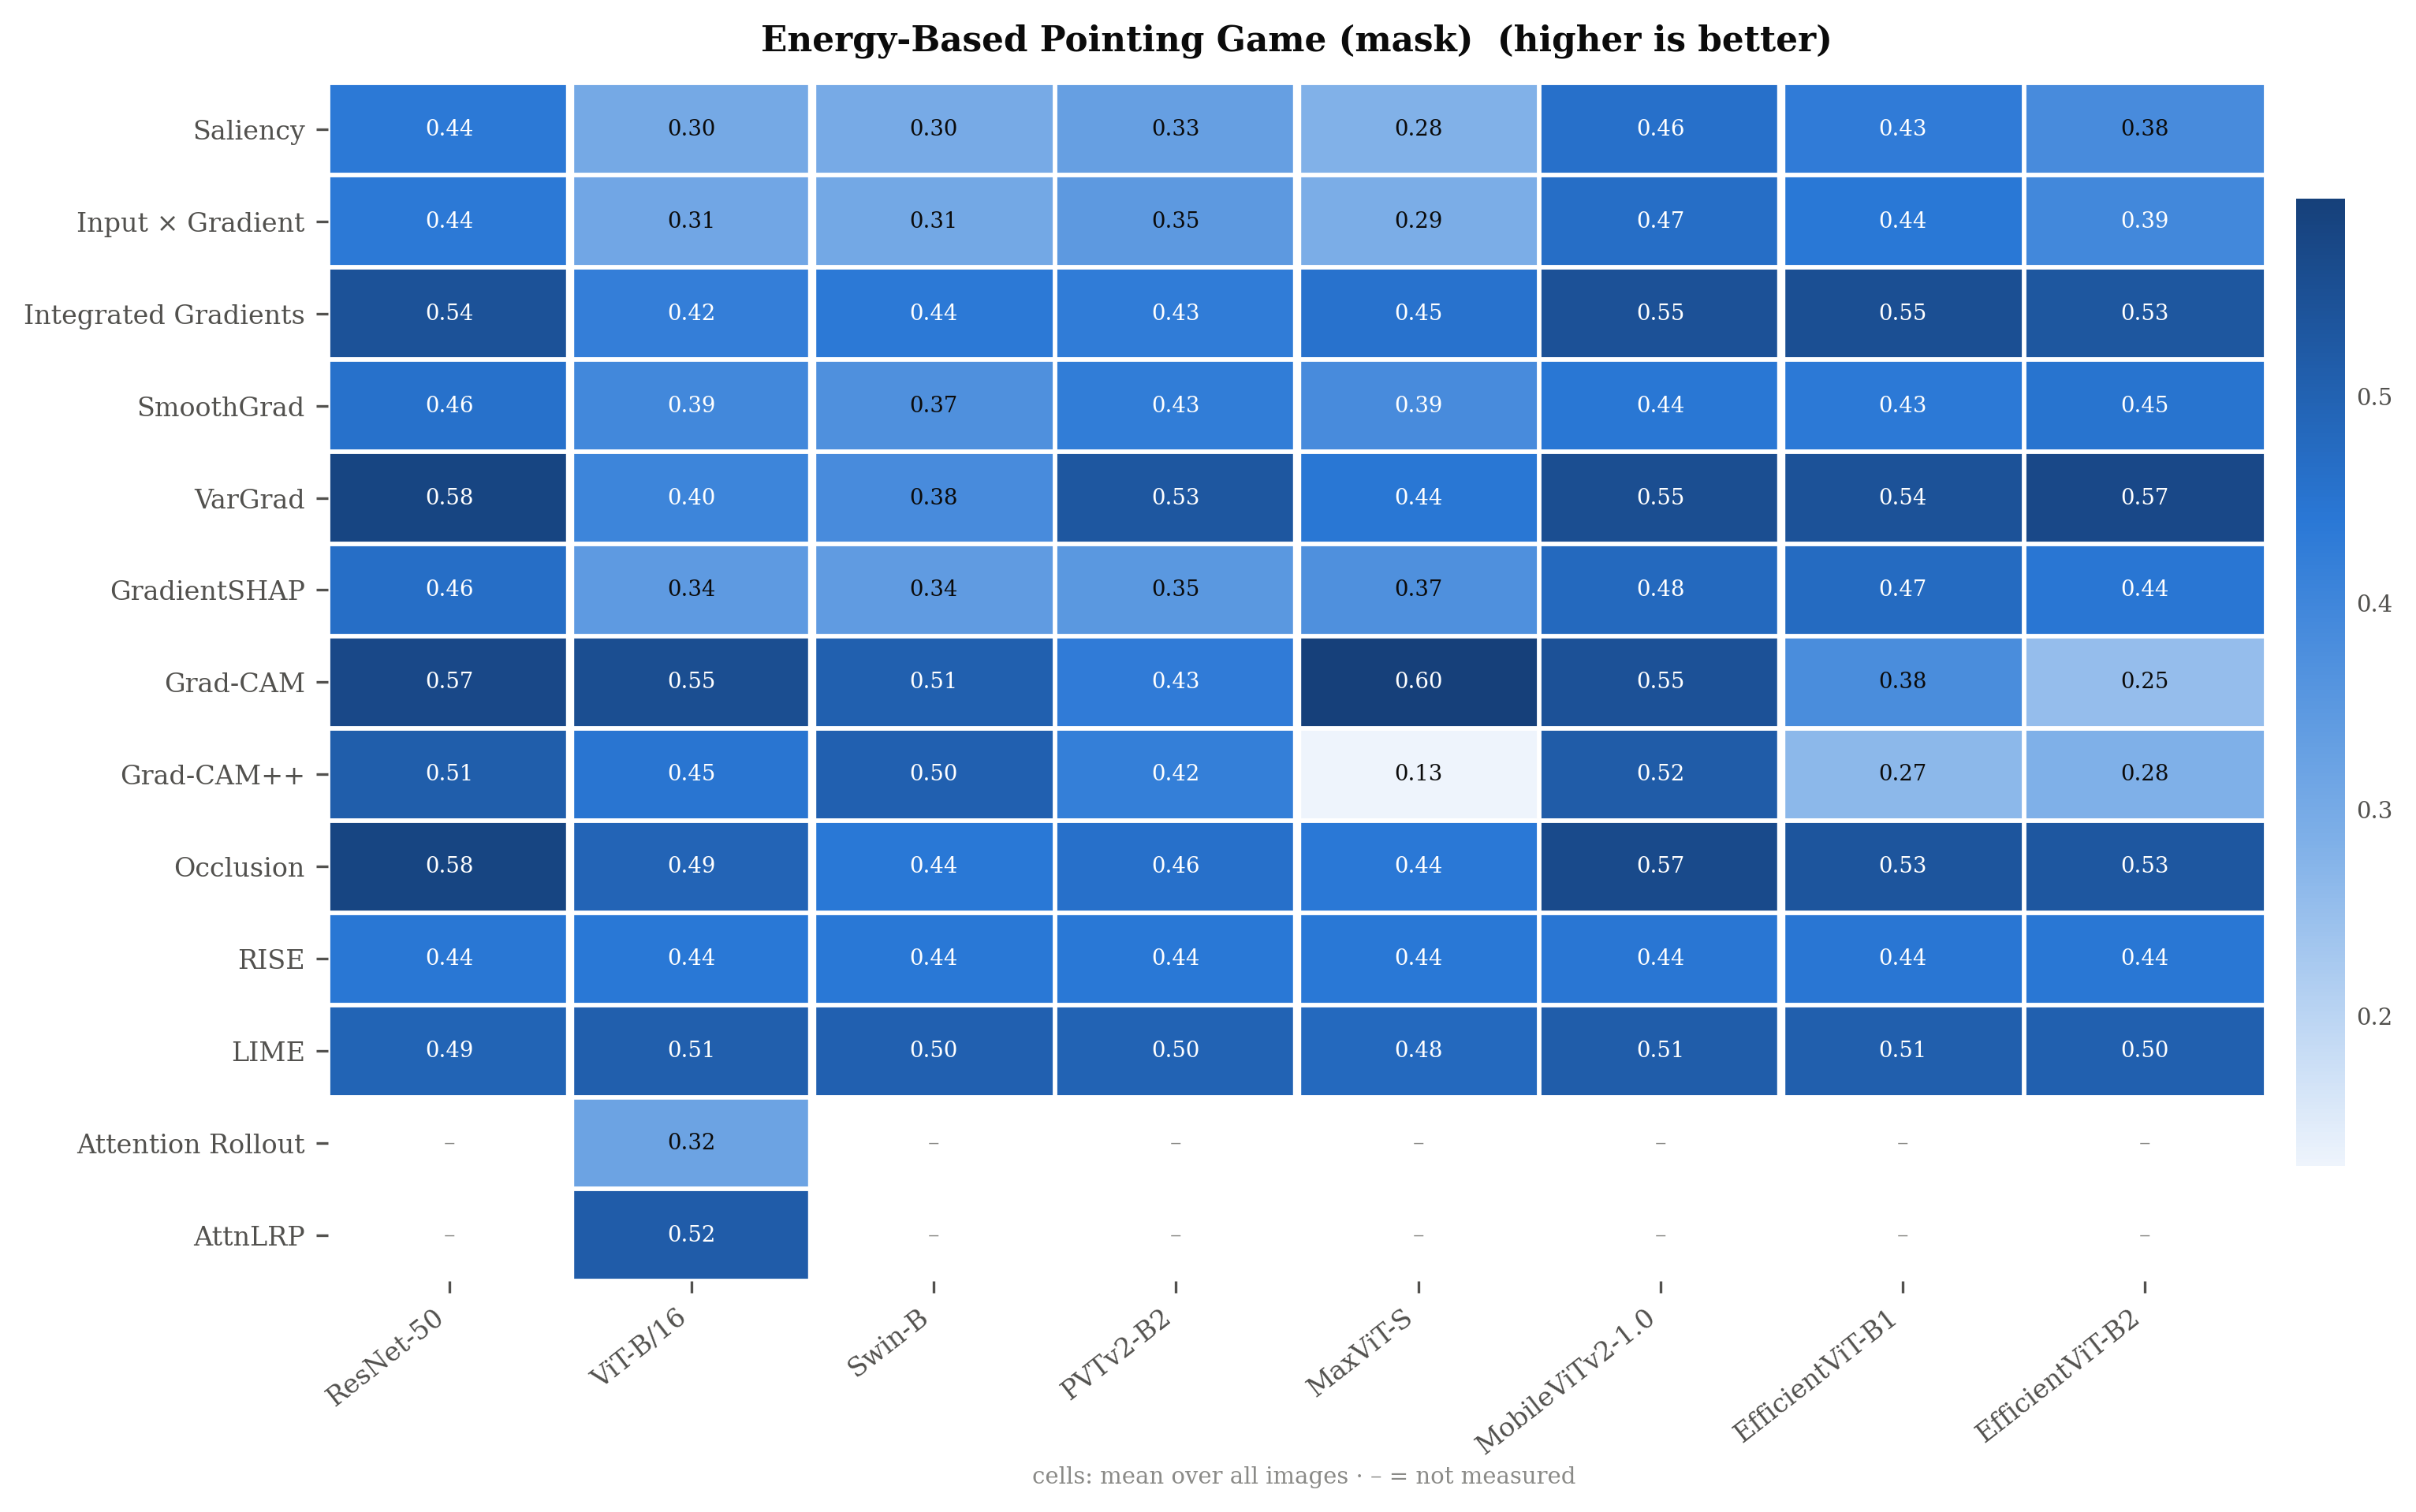 Energy-Based Pointing Game (mask)  (higher is better)
Saliency 0.44 0.30 0.30 0.33 0.28 0.46 0.43 0.38
Input × Gradient 0.44 0.31 0.31 0.35 0.29 0.47 0.44 0.39
Integrated Gradients 0.54 0.42 0.44 0.43 0.45 0.55 0.55 0.53
SmoothGrad 0.46 0.39 0.37 0.43 0.39 0.44 0.43 0.45
VarGrad 0.58 0.40 0.38 0.53 0.44 0.55 0.54 0.57
GradientSHAP 0.46 0.34 0.34 0.35 0.37 0.48 0.47 0.44
Grad-CAM 0.57 0.55 0.51 0.43 0.60 0.55 0.38 0.25
Grad-CAM++ 0.51 0.45 0.50 0.42 0.13 0.52 0.27 0.28
Occlusion 0.58 0.49 0.44 0.46 0.44 0.57 0.53 0.53
RISE 0.44 0.44 0.44 0.44 0.44 0.44 0.44 0.44
LIME 0.49 0.51 0.50 0.50 0.48 0.51 0.51 0.50
Attention Rollout – 0.32 – – – – – –
AttnLRP – 0.52 – – – – – –
ResNet-50 ViT-B/16 Swin-B PVTv2-B2 MaxViT-S MobileViTv2-1.0 EfficientViT-B1 EfficientViT-B2
0.5
0.4
0.3
0.2
cells: mean over all images · – = not measured